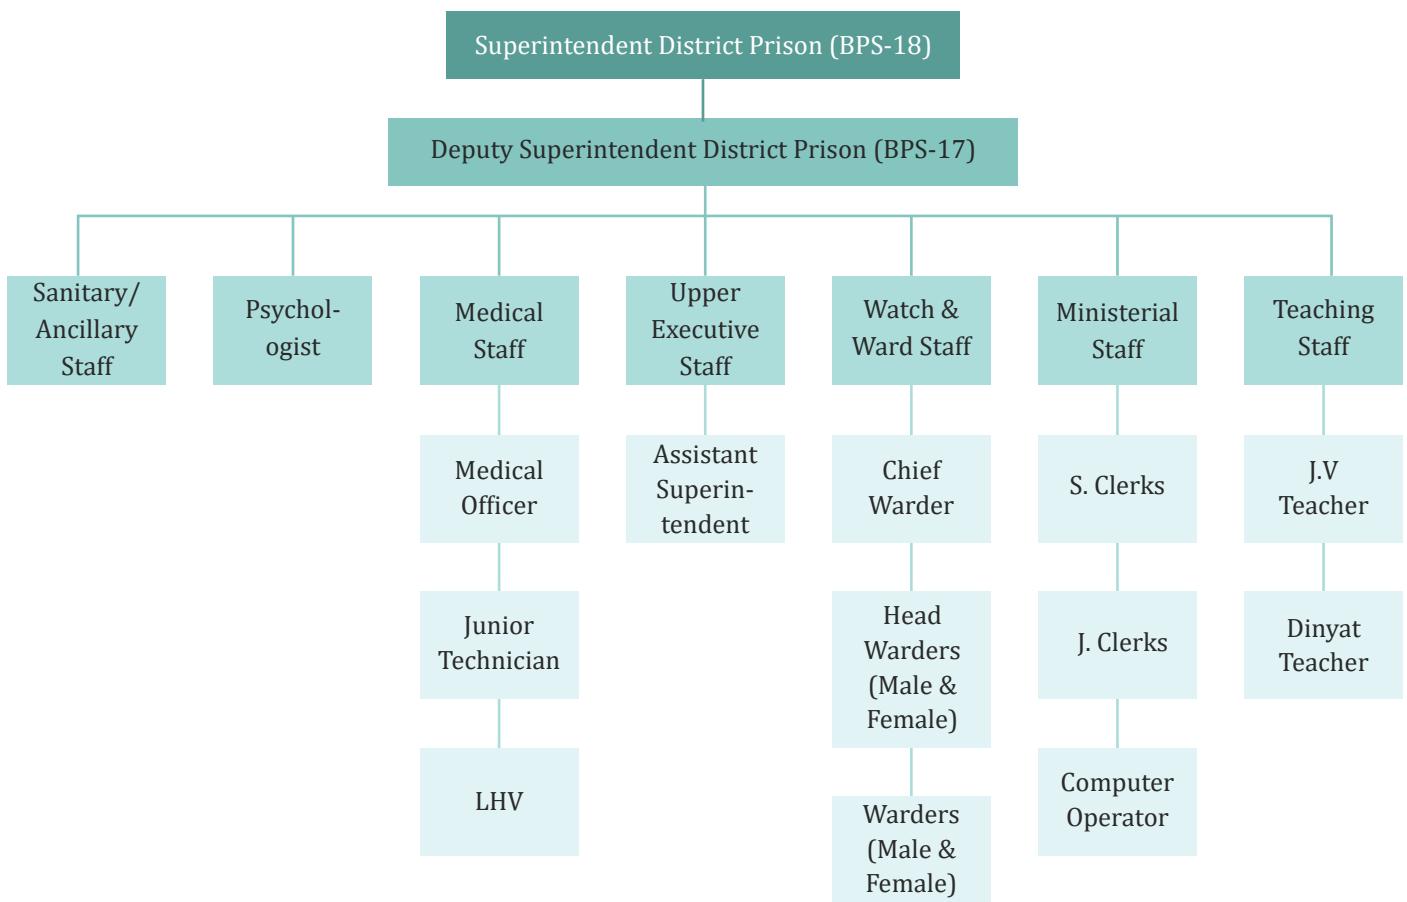 Superintendent District Prison (BPS-18)
Deputy Superintendent District Prison (BPS-17)
Sanitary/
Ancillary
Staff
Psychol-
ogist
Medical
Staff
Upper
Executive
Staff
Watch &
Ward Staff
Ministerial
Staff
Teaching
Staff
Medical
Officer
Assistant
Superin-
tendent
Chief
Warder
S. Clerks
J.V
Teacher
Junior
Technician
Head
Warders
(Male &
Female)
J. Clerks
Dinyat
Teacher
LHV
Warders
(Male &
Female)
Computer
Operator